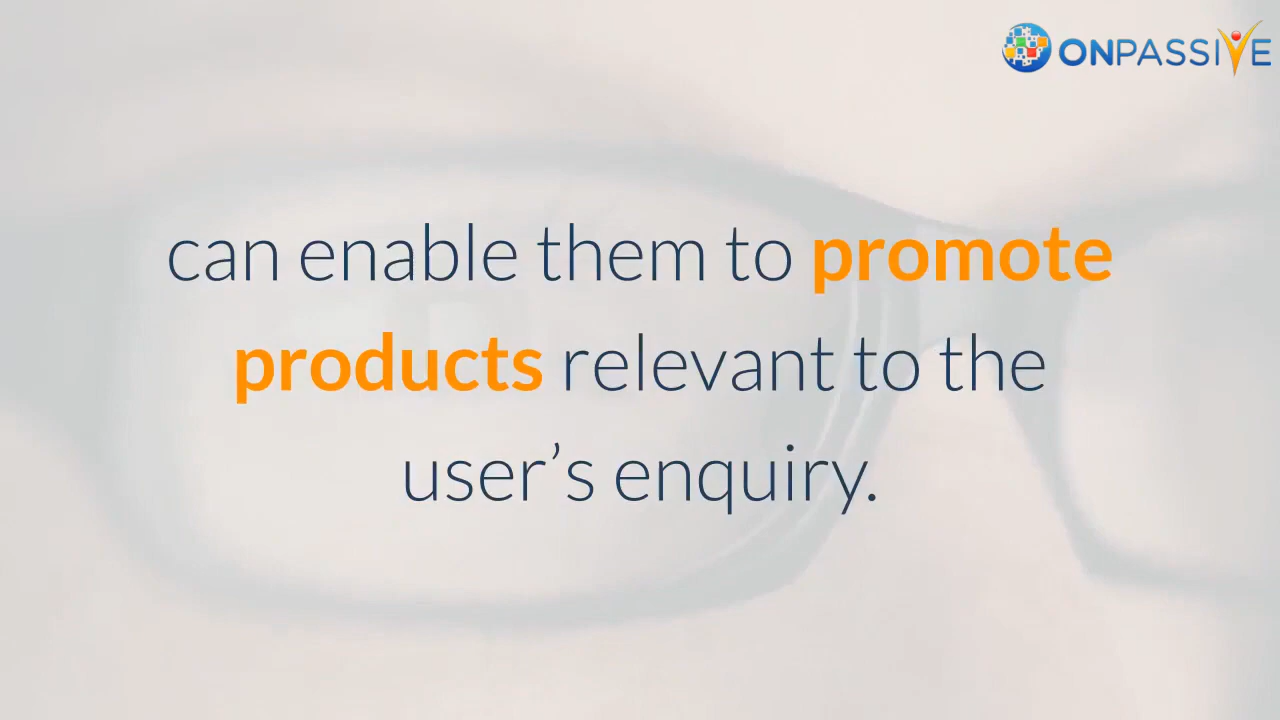 ONPASSIVE
can enable them to promote
products relevant to the
user’s enquiry.